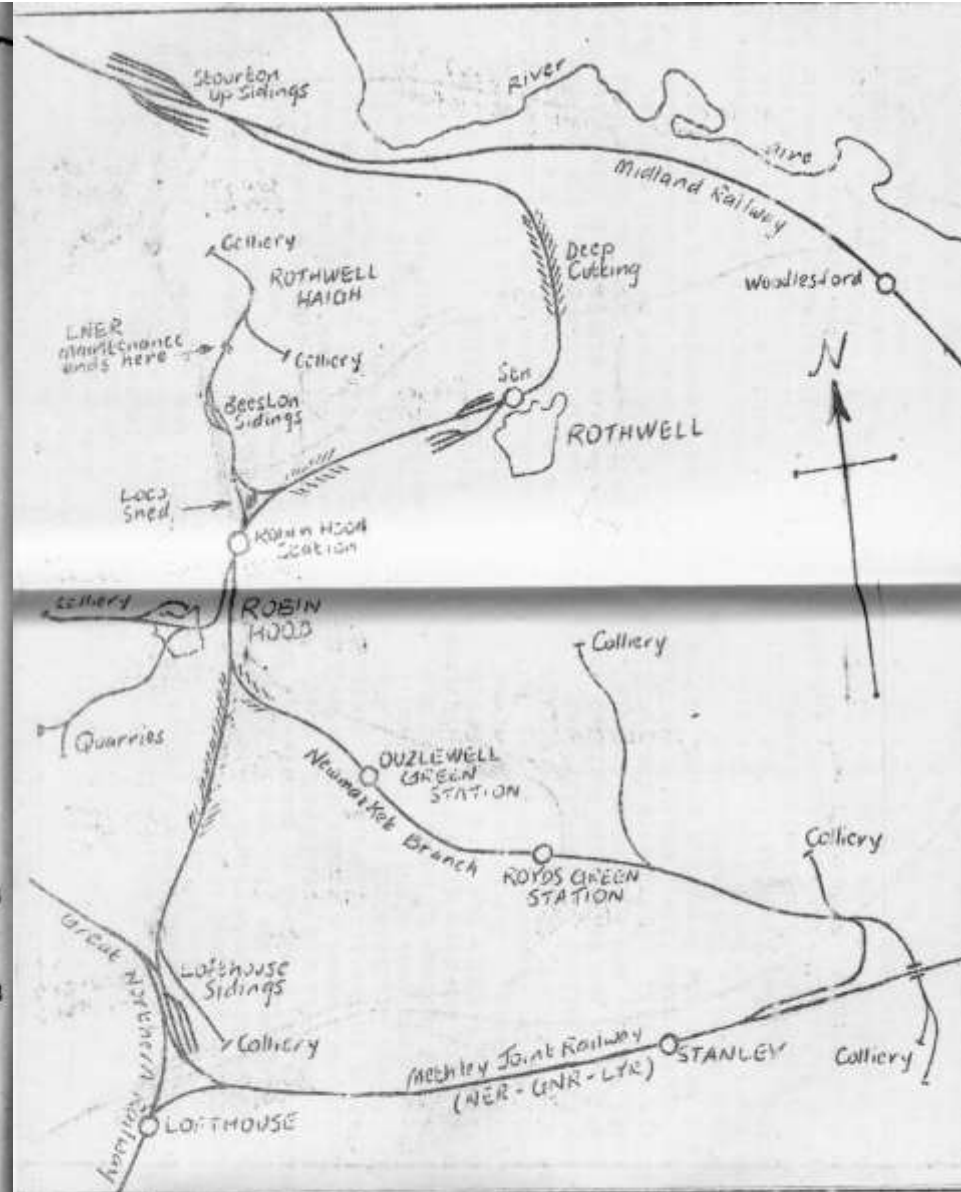 Stourton
Up Sidings
River
Aire
Midland Railway
Woodlesford
Colliery
ROTHWELL
HAIGH
Deep
Cutting
LNER
maintenance
ends here
Colliery
N
Stn
Beeston
Sidings
ROTHWELL
Loco
Shed
Robin Hood
Station
Colliery
ROBIN
HOOD
Colliery
Quarries
OUZLEWELL
GREEN
STATION
Newmarket Branch
Colliery
ROYDS GREEN
STATION
Great Northern Railway
Lofthouse
Sidings
Colliery
Methley Joint Railway
(NER-GNR-LYR)
STANLEY
Colliery
LOFTHOUSE